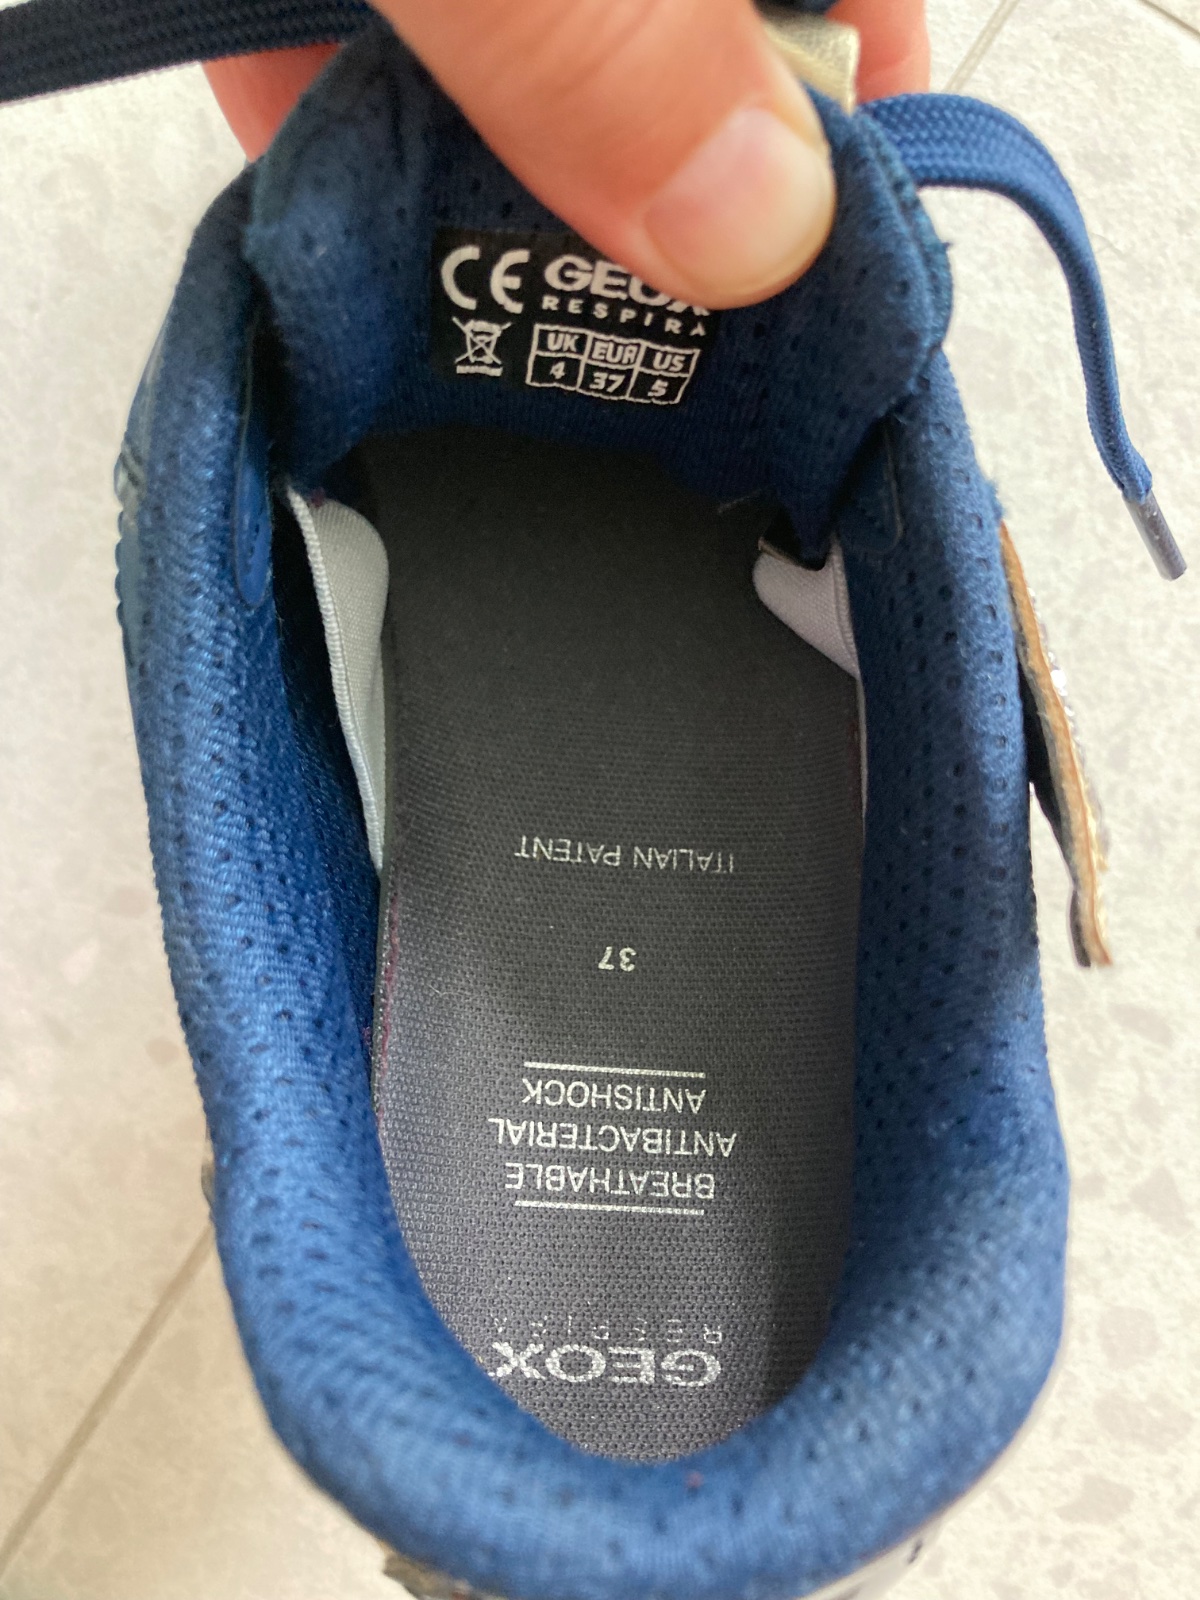 CE GEOX
RESPIRA
UK EUR US
4 37 5
ITALIAN PATENT
37
ANTISHOCK
ANTIBACTERIAL
BREATHABLE
RESPIRA
GEOX